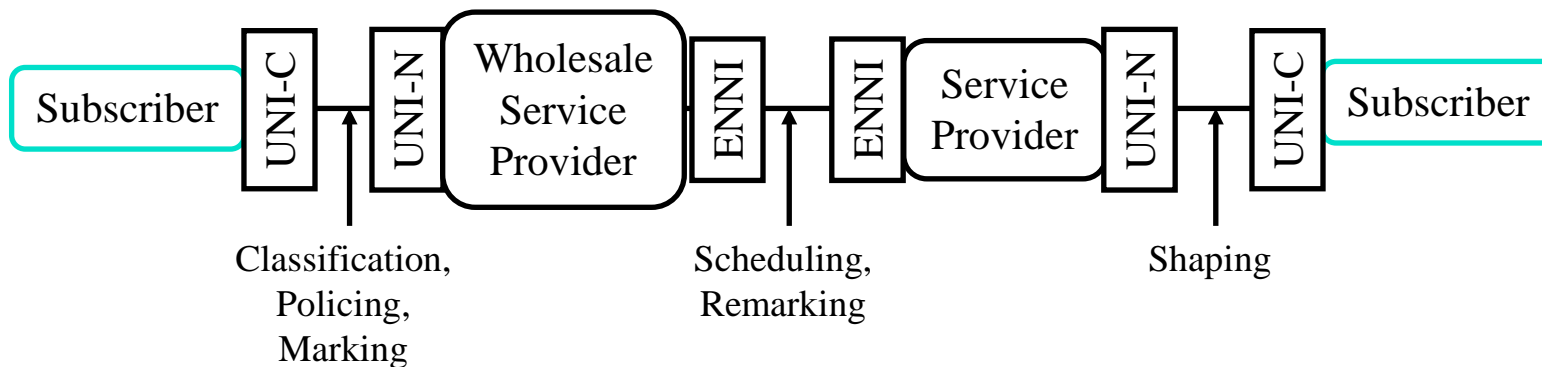 Subscriber
UNI-C
UNI-N
Wholesale
Service
Provider
ENNI
ENNI
Service
Provider
UNI-N
UNI-C
Subscriber
Classification,
Policing,
Marking
Scheduling,
Remarking
Shaping